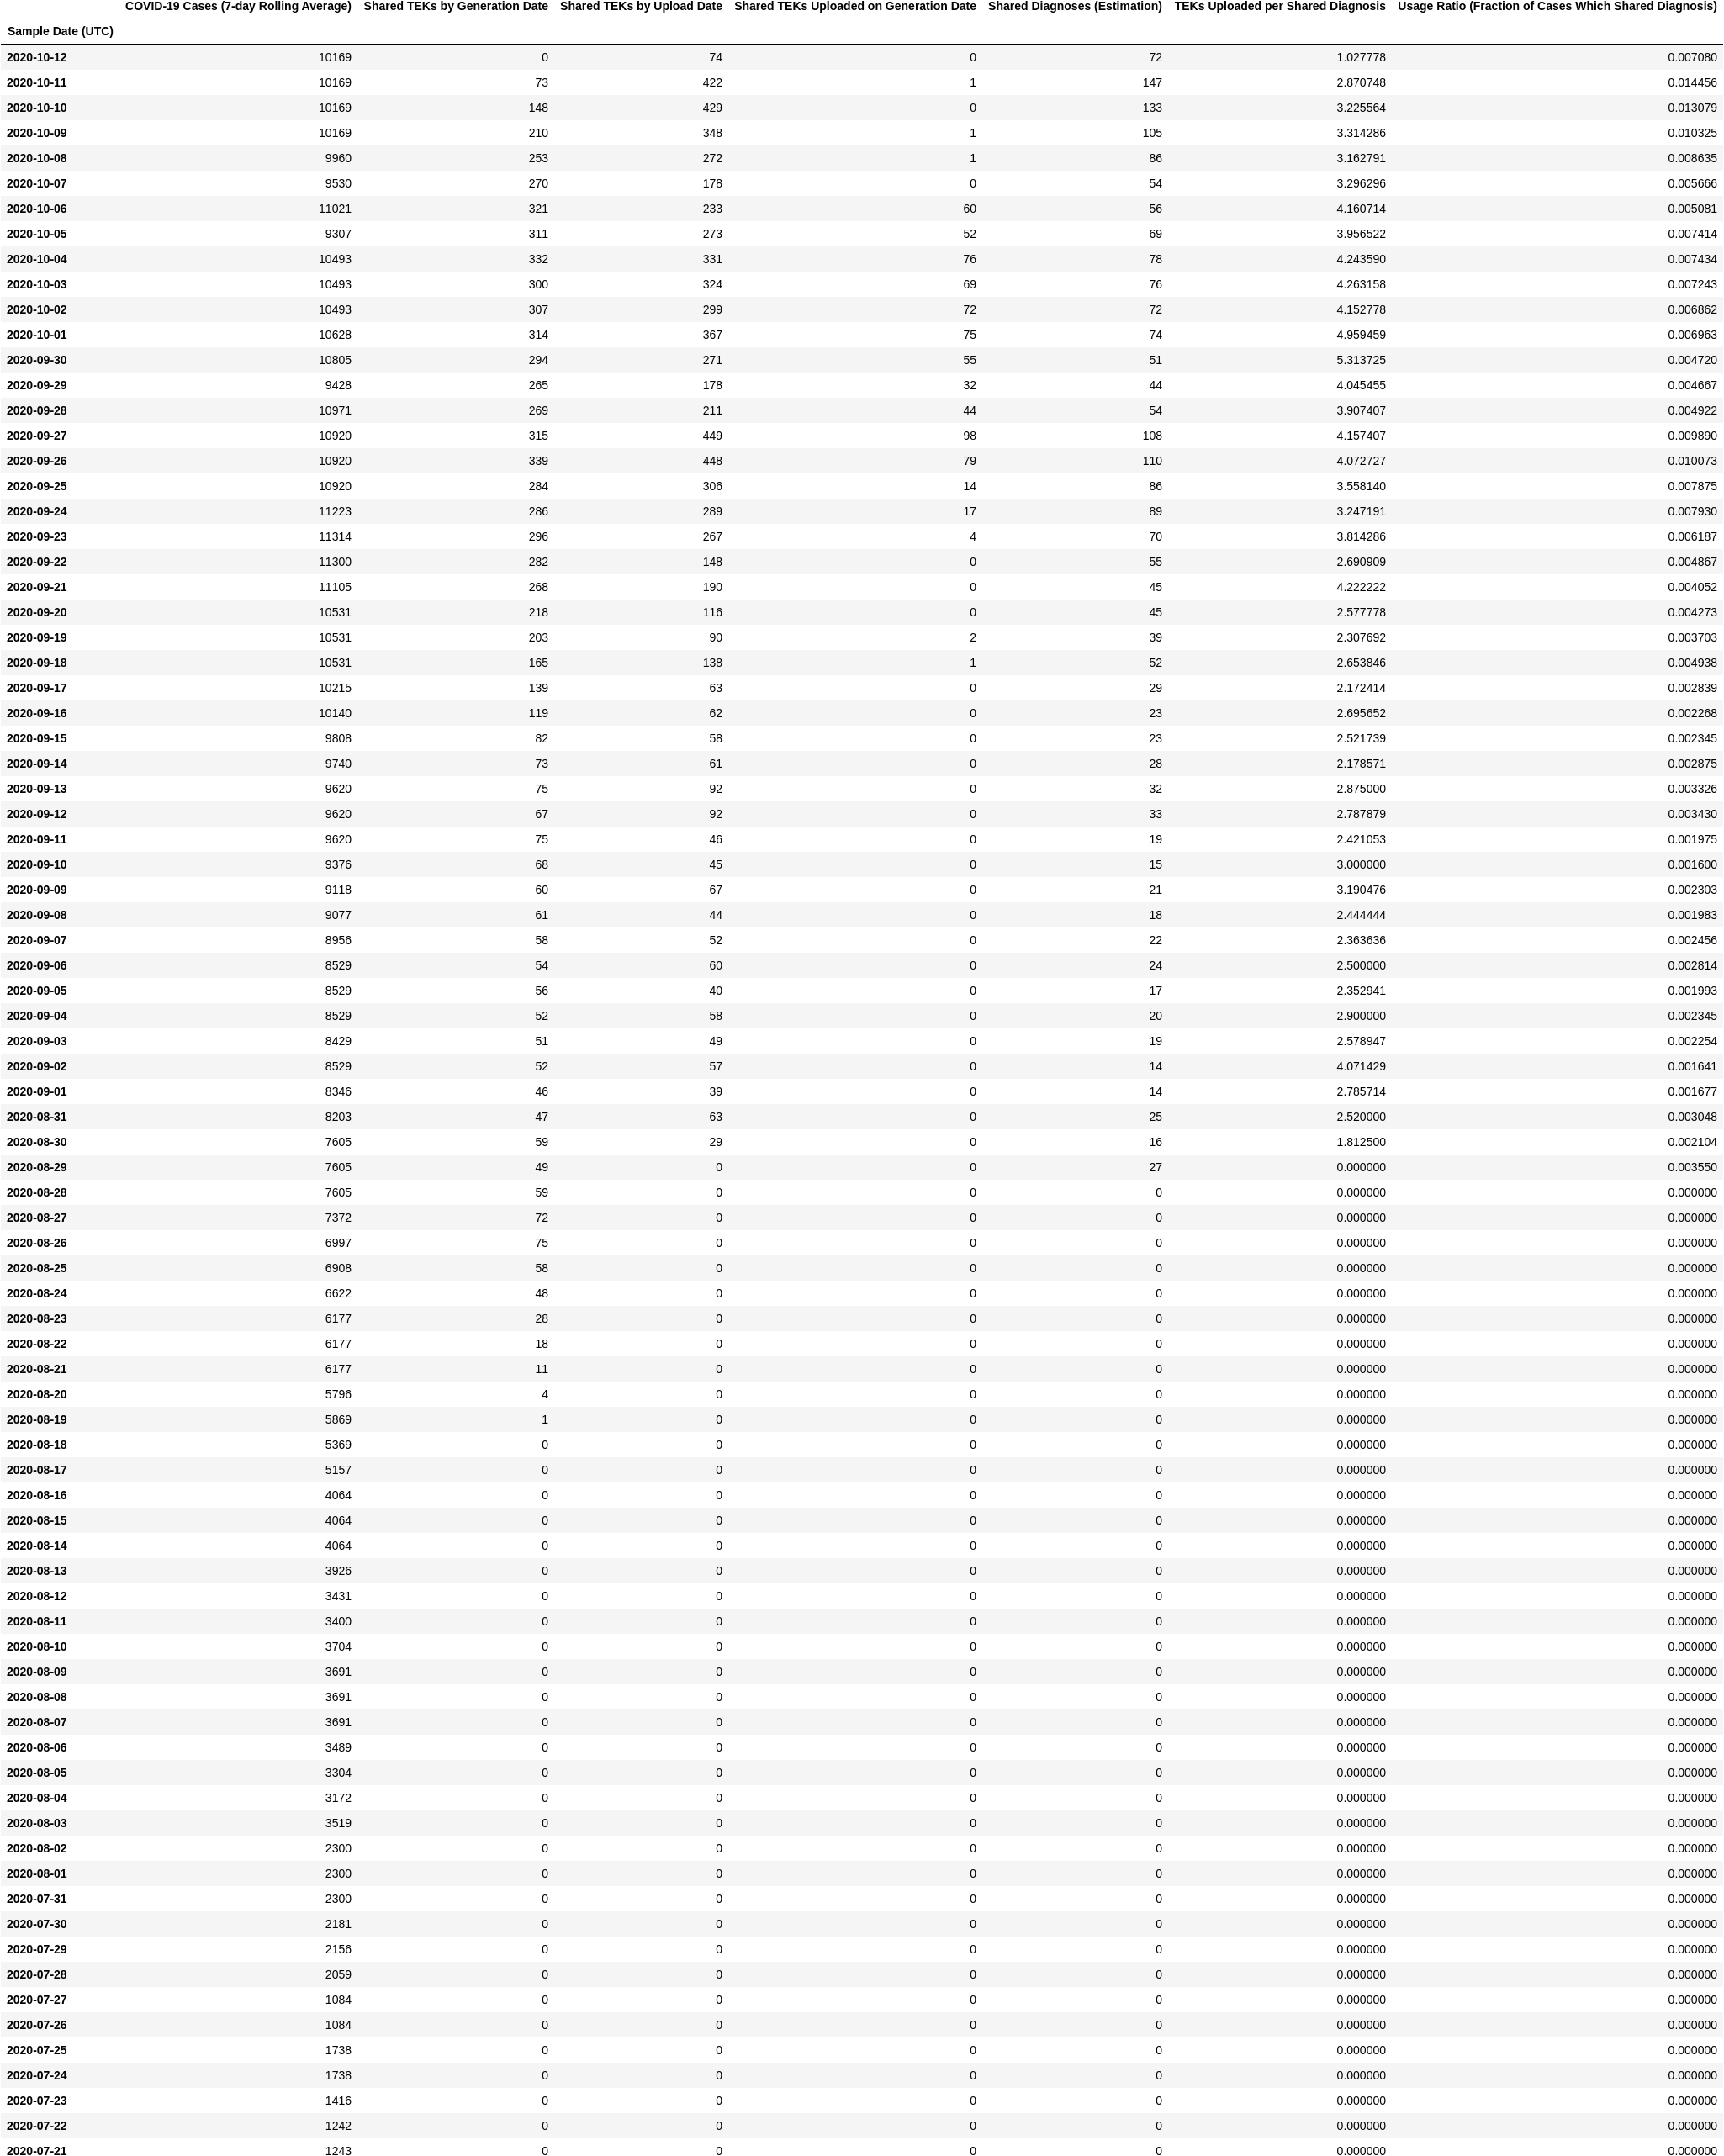 COVID-19 Cases (7-day Rolling Average) Shared TEKs by Generation Date Shared TEKs by Upload Date Shared TEKs Uploaded on Generation Date Shared Diagnoses (Estimation) TEKs Uploaded per Shared Diagnosis Usage Ratio (Fraction of Cases Which Shared Diagnosis)
Sample Date (UTC)
2020-10-12 10169 0 74 0 72 1.027778 0.007080
2020-10-11 10169 73 422 1 147 2.870748 0.014456
2020-10-10 10169 148 429 0 133 3.225564 0.013079
2020-10-09 10169 210 348 1 105 3.314286 0.010325
2020-10-08 9960 253 272 1 86 3.162791 0.008635
2020-10-07 9530 270 178 0 54 3.296296 0.005666
2020-10-06 11021 321 233 60 56 4.160714 0.005081
2020-10-05 9307 311 273 52 69 3.956522 0.007414
2020-10-04 10493 332 331 76 78 4.243590 0.007434
2020-10-03 10493 300 324 69 76 4.263158 0.007243
2020-10-02 10493 307 299 72 72 4.152778 0.006862
2020-10-01 10628 314 367 75 74 4.959459 0.006963
2020-09-30 10805 294 271 55 51 5.313725 0.004720
2020-09-29 9428 265 178 32 44 4.045455 0.004667
2020-09-28 10971 269 211 44 54 3.907407 0.004922
2020-09-27 10920 315 449 98 108 4.157407 0.009890
2020-09-26 10920 339 448 79 110 4.072727 0.010073
2020-09-25 10920 284 306 14 86 3.558140 0.007875
2020-09-24 11223 286 289 17 89 3.247191 0.007930
2020-09-23 11314 296 267 4 70 3.814286 0.006187
2020-09-22 11300 282 148 0 55 2.690909 0.004867
2020-09-21 11105 268 190 0 45 4.222222 0.004052
2020-09-20 10531 218 116 0 45 2.577778 0.004273
2020-09-19 10531 203 90 2 39 2.307692 0.003703
2020-09-18 10531 165 138 1 52 2.653846 0.004938
2020-09-17 10215 139 63 0 29 2.172414 0.002839
2020-09-16 10140 119 62 0 23 2.695652 0.002268
2020-09-15 9808 82 58 0 23 2.521739 0.002345
2020-09-14 9740 73 61 0 28 2.178571 0.002875
2020-09-13 9620 75 92 0 32 2.875000 0.003326
2020-09-12 9620 67 92 0 33 2.787879 0.003430
2020-09-11 9620 75 46 0 19 2.421053 0.001975
2020-09-10 9376 68 45 0 15 3.000000 0.001600
2020-09-09 9118 60 67 0 21 3.190476 0.002303
2020-09-08 9077 61 44 0 18 2.444444 0.001983
2020-09-07 8956 58 52 0 22 2.363636 0.002456
2020-09-06 8529 54 60 0 24 2.500000 0.002814
2020-09-05 8529 56 40 0 17 2.352941 0.001993
2020-09-04 8529 52 58 0 20 2.900000 0.002345
2020-09-03 8429 51 49 0 19 2.578947 0.002254
2020-09-02 8529 52 57 0 14 4.071429 0.001641
2020-09-01 8346 46 39 0 14 2.785714 0.001677
2020-08-31 8203 47 63 0 25 2.520000 0.003048
2020-08-30 7605 59 29 0 16 1.812500 0.002104
2020-08-29 7605 49 0 0 27 0.000000 0.003550
2020-08-28 7605 59 0 0 0 0.000000 0.000000
2020-08-27 7372 72 0 0 0 0.000000 0.000000
2020-08-26 6997 75 0 0 0 0.000000 0.000000
2020-08-25 6908 58 0 0 0 0.000000 0.000000
2020-08-24 6622 48 0 0 0 0.000000 0.000000
2020-08-23 6177 28 0 0 0 0.000000 0.000000
2020-08-22 6177 18 0 0 0 0.000000 0.000000
2020-08-21 6177 11 0 0 0 0.000000 0.000000
2020-08-20 5796 4 0 0 0 0.000000 0.000000
2020-08-19 5869 1 0 0 0 0.000000 0.000000
2020-08-18 5369 0 0 0 0 0.000000 0.000000
2020-08-17 5157 0 0 0 0 0.000000 0.000000
2020-08-16 4064 0 0 0 0 0.000000 0.000000
2020-08-15 4064 0 0 0 0 0.000000 0.000000
2020-08-14 4064 0 0 0 0 0.000000 0.000000
2020-08-13 3926 0 0 0 0 0.000000 0.000000
2020-08-12 3431 0 0 0 0 0.000000 0.000000
2020-08-11 3400 0 0 0 0 0.000000 0.000000
2020-08-10 3704 0 0 0 0 0.000000 0.000000
2020-08-09 3691 0 0 0 0 0.000000 0.000000
2020-08-08 3691 0 0 0 0 0.000000 0.000000
2020-08-07 3691 0 0 0 0 0.000000 0.000000
2020-08-06 3489 0 0 0 0 0.000000 0.000000
2020-08-05 3304 0 0 0 0 0.000000 0.000000
2020-08-04 3172 0 0 0 0 0.000000 0.000000
2020-08-03 3519 0 0 0 0 0.000000 0.000000
2020-08-02 2300 0 0 0 0 0.000000 0.000000
2020-08-01 2300 0 0 0 0 0.000000 0.000000
2020-07-31 2300 0 0 0 0 0.000000 0.000000
2020-07-30 2181 0 0 0 0 0.000000 0.000000
2020-07-29 2156 0 0 0 0 0.000000 0.000000
2020-07-28 2059 0 0 0 0 0.000000 0.000000
2020-07-27 1084 0 0 0 0 0.000000 0.000000
2020-07-26 1084 0 0 0 0 0.000000 0.000000
2020-07-25 1738 0 0 0 0 0.000000 0.000000
2020-07-24 1738 0 0 0 0 0.000000 0.000000
2020-07-23 1416 0 0 0 0 0.000000 0.000000
2020-07-22 1242 0 0 0 0 0.000000 0.000000
2020-07-21 1243 0 0 0 0 0.000000 0.000000